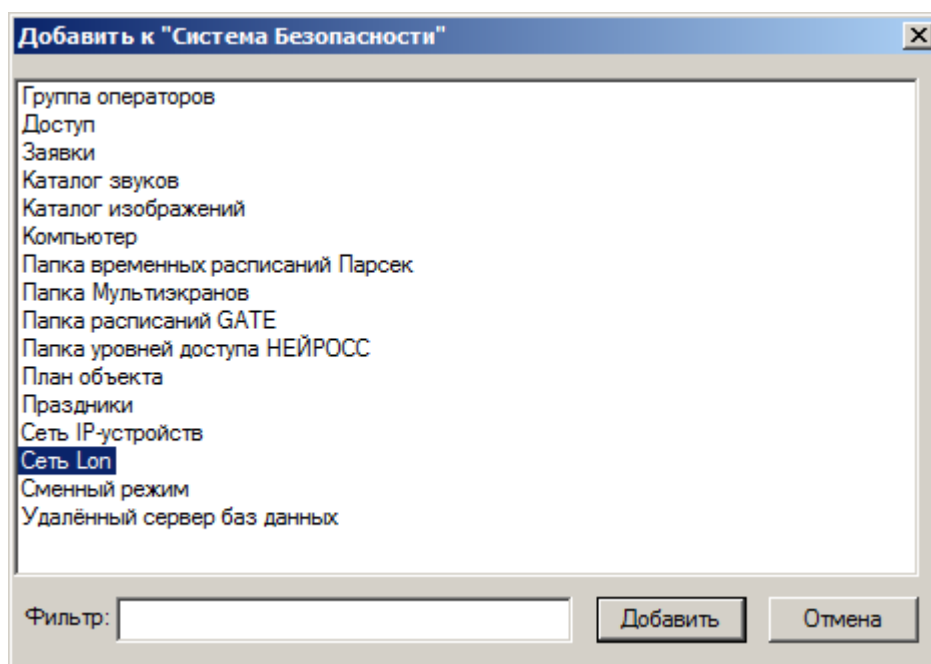 Добавить к "Система Безопасности"
Группа операторов
Доступ
Заявки
Каталог звуков
Каталог изображений
Компьютер
Папка временных расписаний Парсек
Папка Мультиэкранов
Папка расписаний GATE
Папка уровней доступа НЕЙРОСС
План объекта
Праздники
Сеть IP-устройств
Сеть Lon
Сменный режим
Удалённый сервер баз данных
Фильтр: Добавить Отмена